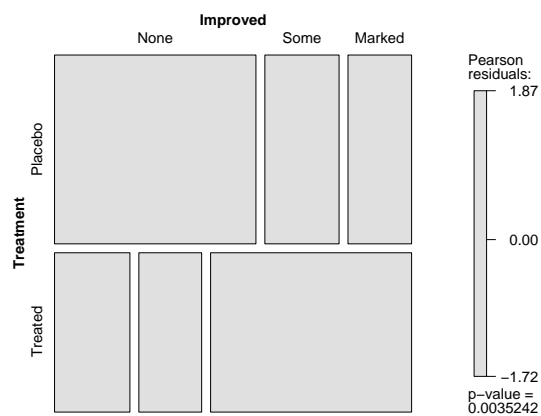 Improved
None Some Marked
Treatment
Placebo
Treated
Pearson
residuals:
1.87
0.00
−1.72
p−value =
0.0035242